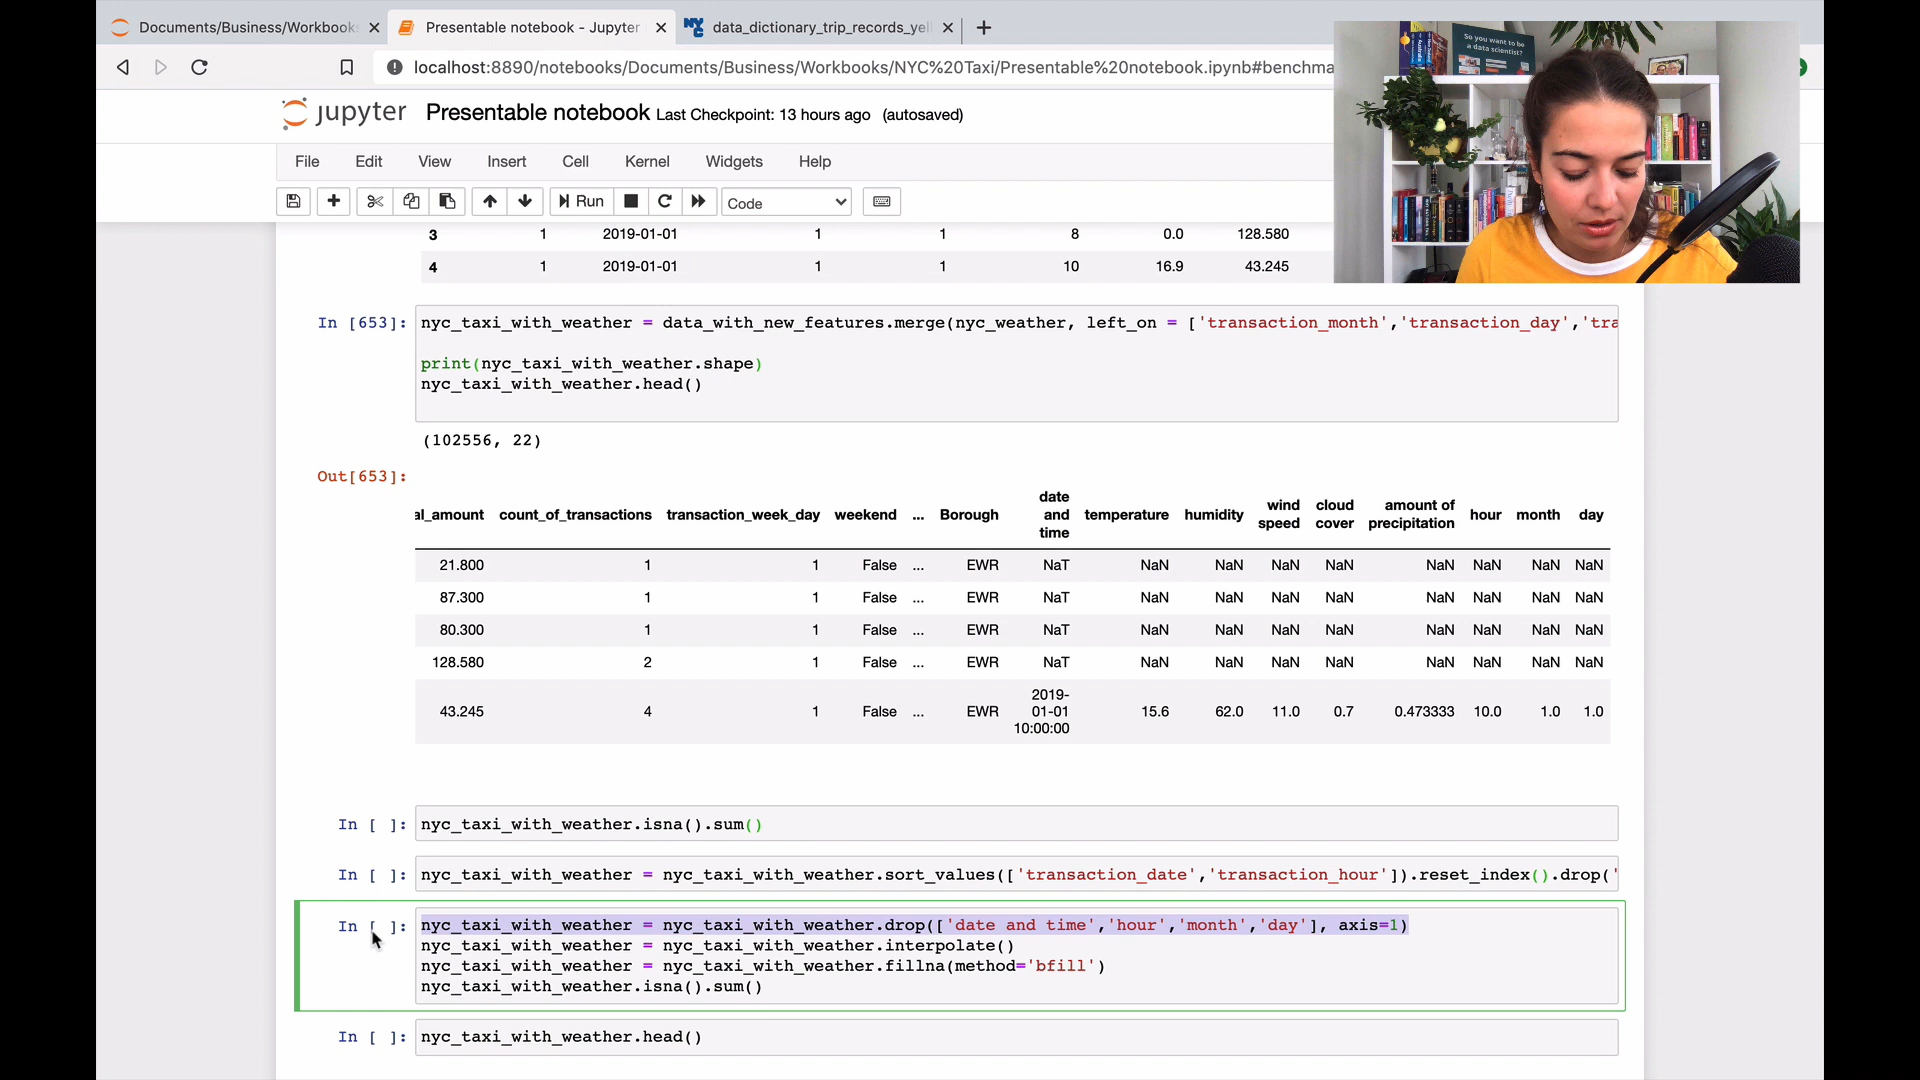 Documents/Business/Workbook
Presentable notebook - Jupyter
NYC
data_dictionary_trip_records_yel
localhost:8890/notebooks/Documents/Business/Workbooks/NYC%20Taxi/Presentable%20notebook.ipynb#benchma
So you want to be
a data scientist?
jupyter
Presentable notebook Last Checkpoint: 13 hours ago (autosaved)
File Edit View Insert Cell Kernel Widgets Help
Run Code
3 1 2019-01-01 1 1 8 0.0 128.580
4 1 2019-01-01 1 1 10 16.9 43.245
In [653]: nyc_taxi_with_weather = data_with_new_features.merge(nyc_weather, left_on = ['transaction_month','transaction_day','tra
print(nyc_taxi_with_weather.shape)
nyc_taxi_with_weather.head()
(102556, 22)
Out[653]:
al_amount count_of_transactions transaction_week_day weekend ... Borough date and time temperature humidity wind speed cloud cover amount of precipitation hour month day
21.800 1 1 False ... EWR NaT NaN NaN NaN NaN NaN NaN NaN NaN
87.300 1 1 False ... EWR NaT NaN NaN NaN NaN NaN NaN NaN NaN
80.300 1 1 False ... EWR NaT NaN NaN NaN NaN NaN NaN NaN NaN
128.580 2 1 False ... EWR NaT NaN NaN NaN NaN NaN NaN NaN NaN
43.245 4 1 False ... EWR 2019-01-01 10:00:00 15.6 62.0 11.0 0.7 0.473333 10.0 1.0 1.0
In [ ]: nyc_taxi_with_weather.isna().sum()
In [ ]: nyc_taxi_with_weather = nyc_taxi_with_weather.sort_values(['transaction_date','transaction_hour']).reset_index().drop('
In [ ]: nyc_taxi_with_weather = nyc_taxi_with_weather.drop(['date and time','hour','month','day'], axis=1)
nyc_taxi_with_weather = nyc_taxi_with_weather.interpolate()
nyc_taxi_with_weather = nyc_taxi_with_weather.fillna(method='bfill')
nyc_taxi_with_weather.isna().sum()
In [ ]: nyc_taxi_with_weather.head()